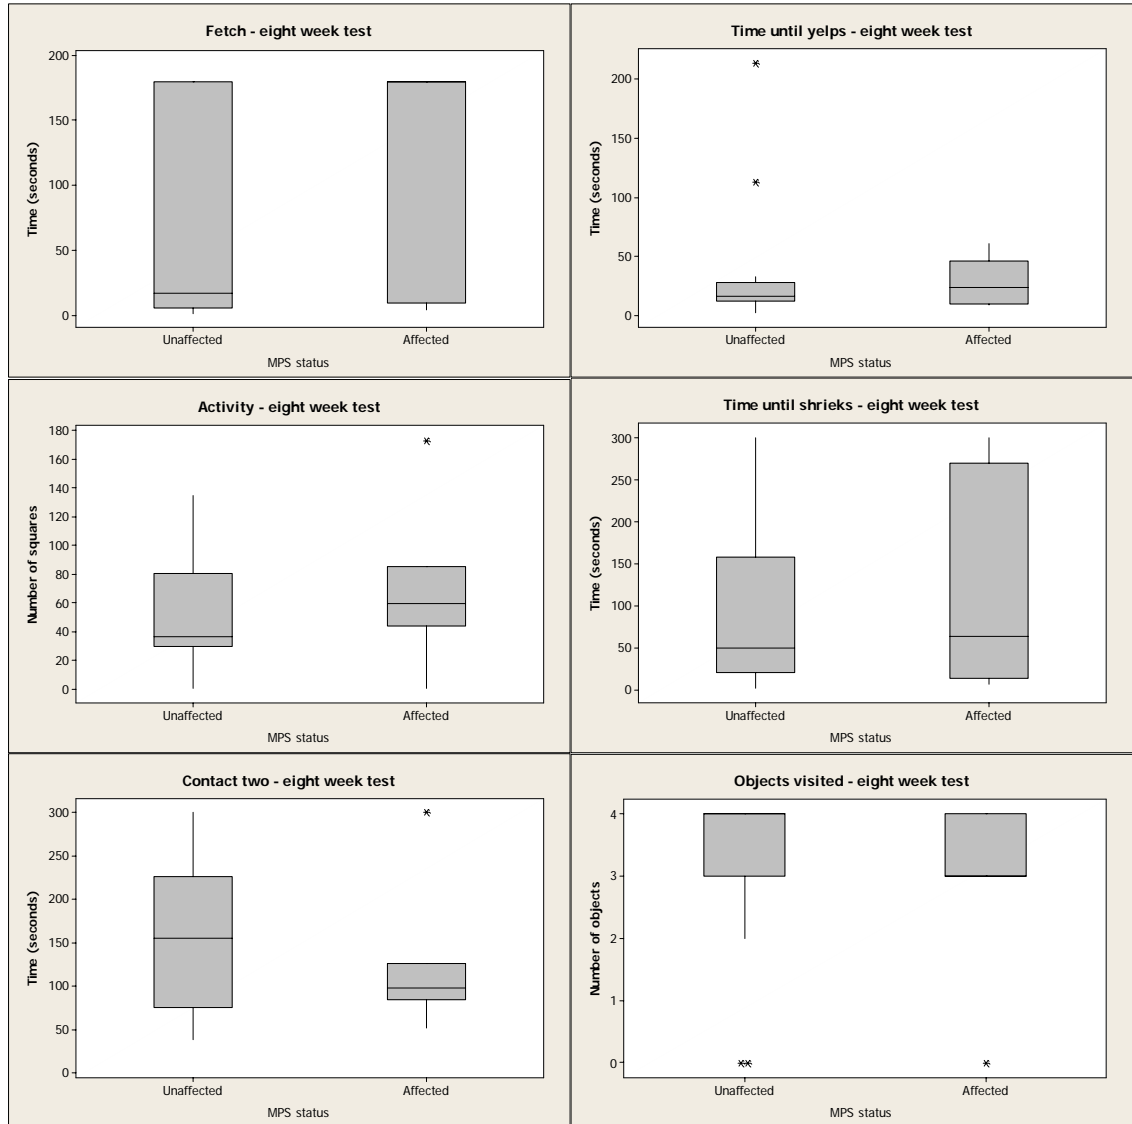 Fetch - eight week test
200
150
100
50
0
Time (seconds)
Unaffected
Affected
MPS status
Time until yelps - eight week test
200
150
100
50
0
Time (seconds)
Unaffected
Affected
MPS status
Activity - eight week test
180
160
140
120
100
80
60
40
20
0
Number of squares
Unaffected
Affected
MPS status
Time until shrieks - eight week test
300
250
200
150
100
50
0
Time (seconds)
Unaffected
Affected
MPS status
Contact two - eight week test
300
250
200
150
100
50
0
Time (seconds)
Unaffected
Affected
MPS status
Objects visited - eight week test
4
3
2
1
0
Number of objects
Unaffected
Affected
MPS status